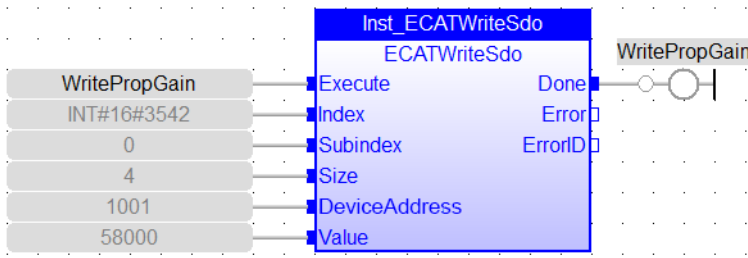 Inst_ECATWriteSdo
ECATWriteSdo
WritePropGain
WritePropGain Execute Done
INT#16#3542 Index Error
0 Subindex ErrorID
4 Size
1001 DeviceAddress
58000 Value